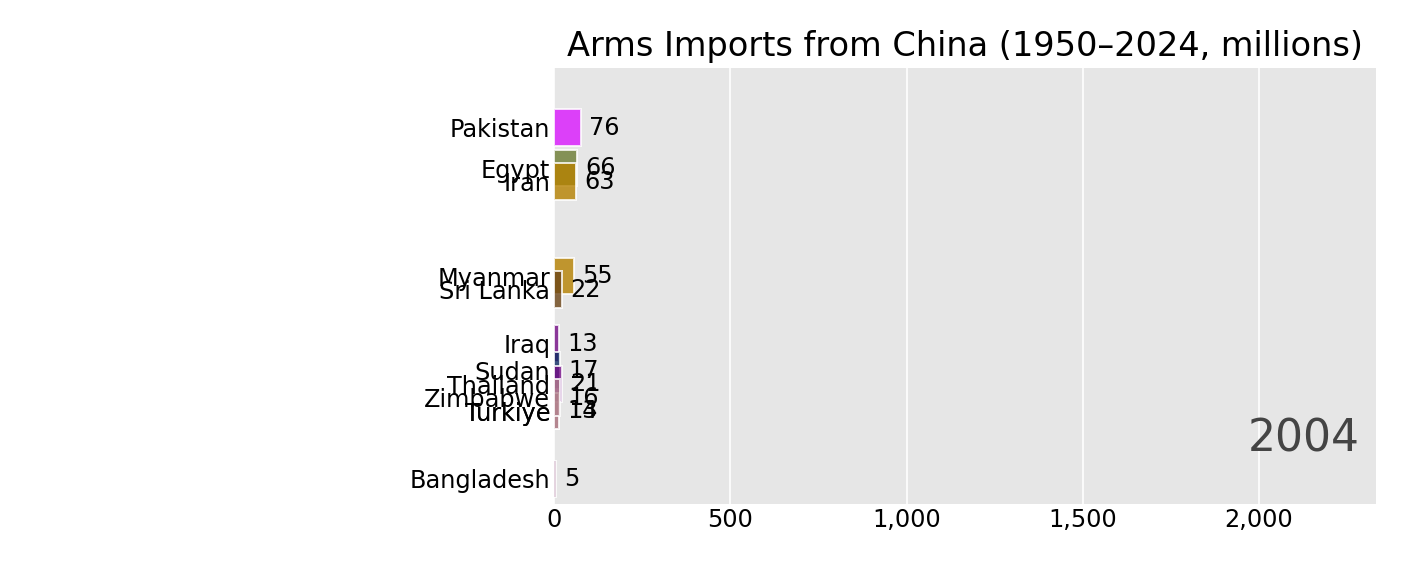 Arms Imports from China (1950–2024, millions)
Pakistan 76
Egypt 66
Iran 63
Myanmar 55
Sri Lanka 22
Iraq 13
Sudan 17
Thailand 21
Zimbabwe 16
Türkiye
2004
Bangladesh 5
0 500 1,000 1,500 2,000